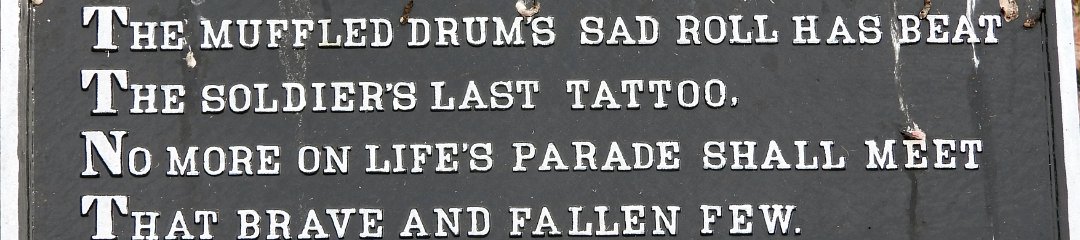 THE MUFFLED DRUMS SAD ROLL HAS BEAT
THE SOLDIER'S LAST TATTOO,
NO MORE ON LIFE'S PARADE SHALL MEET
THAT BRAVE AND FALLEN FEW.